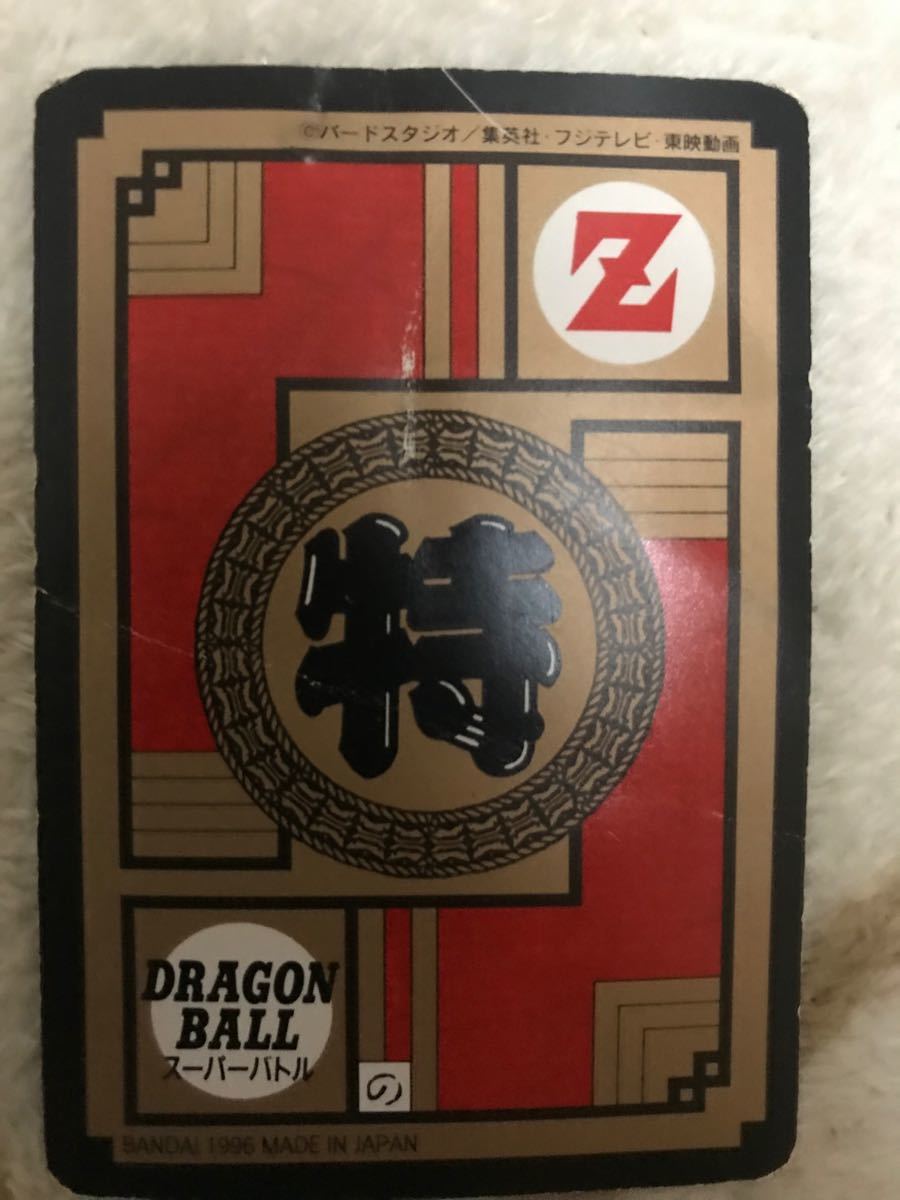 ©バードスタジオ／集英社・フジテレビ・東映動画
Z
特
DRAGON
BALL
スーパーバトル
の
BANDAI 1996 MADE IN JAPAN